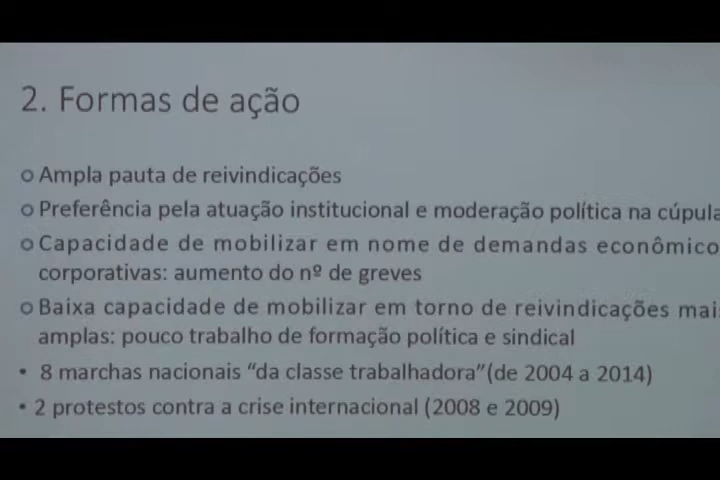 2. Formas de ação
Ampla pauta de reivindicações
Preferência pela atuação institucional e moderação política na cúpula
Capacidade de mobilizar em nome de demandas econômico
corporativas: aumento do nº de greves
Baixa capacidade de mobilizar em torno de reivindicações mais
amplas: pouco trabalho de formação política e sindical
8 marchas nacionais “da classe trabalhadora”(de 2004 a 2014)
2 protestos contra a crise internacional (2008 e 2009)